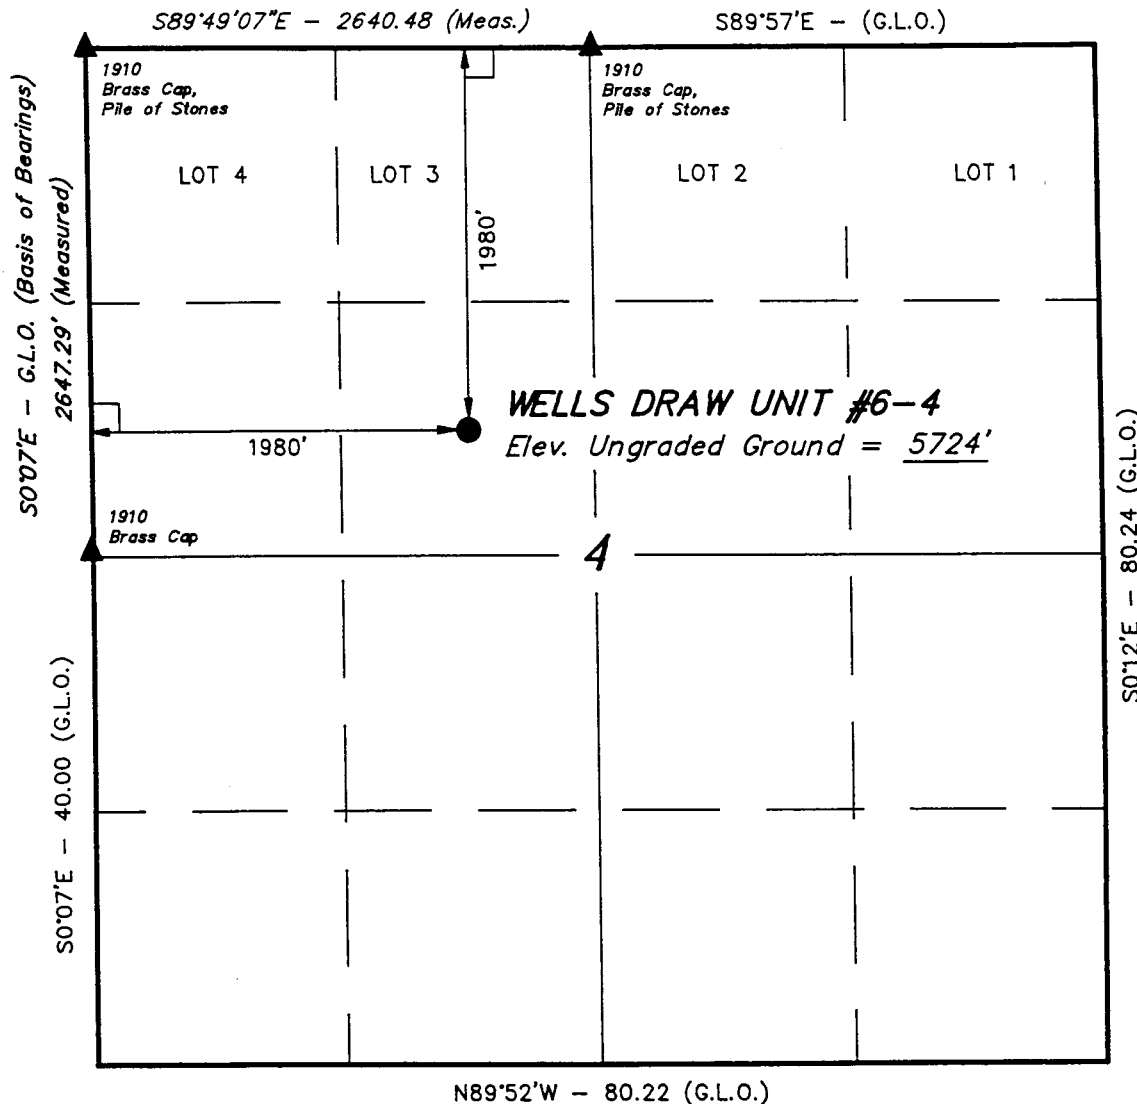 S89°49'07"E - 2640.48 (Meas.)
S89°57'E - (G.L.O.)
1910
Brass Cap,
Pile of Stones
1910
Brass Cap,
Pile of Stones
LOT 4
LOT 3
LOT 2
LOT 1
S0°07'E - G.L.O. (Basis of Bearings)
2647.29' (Measured)
1980'
WELLS DRAW UNIT #6-4
1980'
Elev. Ungraded Ground = 5724'
1910
Brass Cap
4
S0°12'E - 80.24 (G.L.O.)
S0°07'E - 40.00 (G.L.O.)
N89°52'W - 80.22 (G.L.O.)